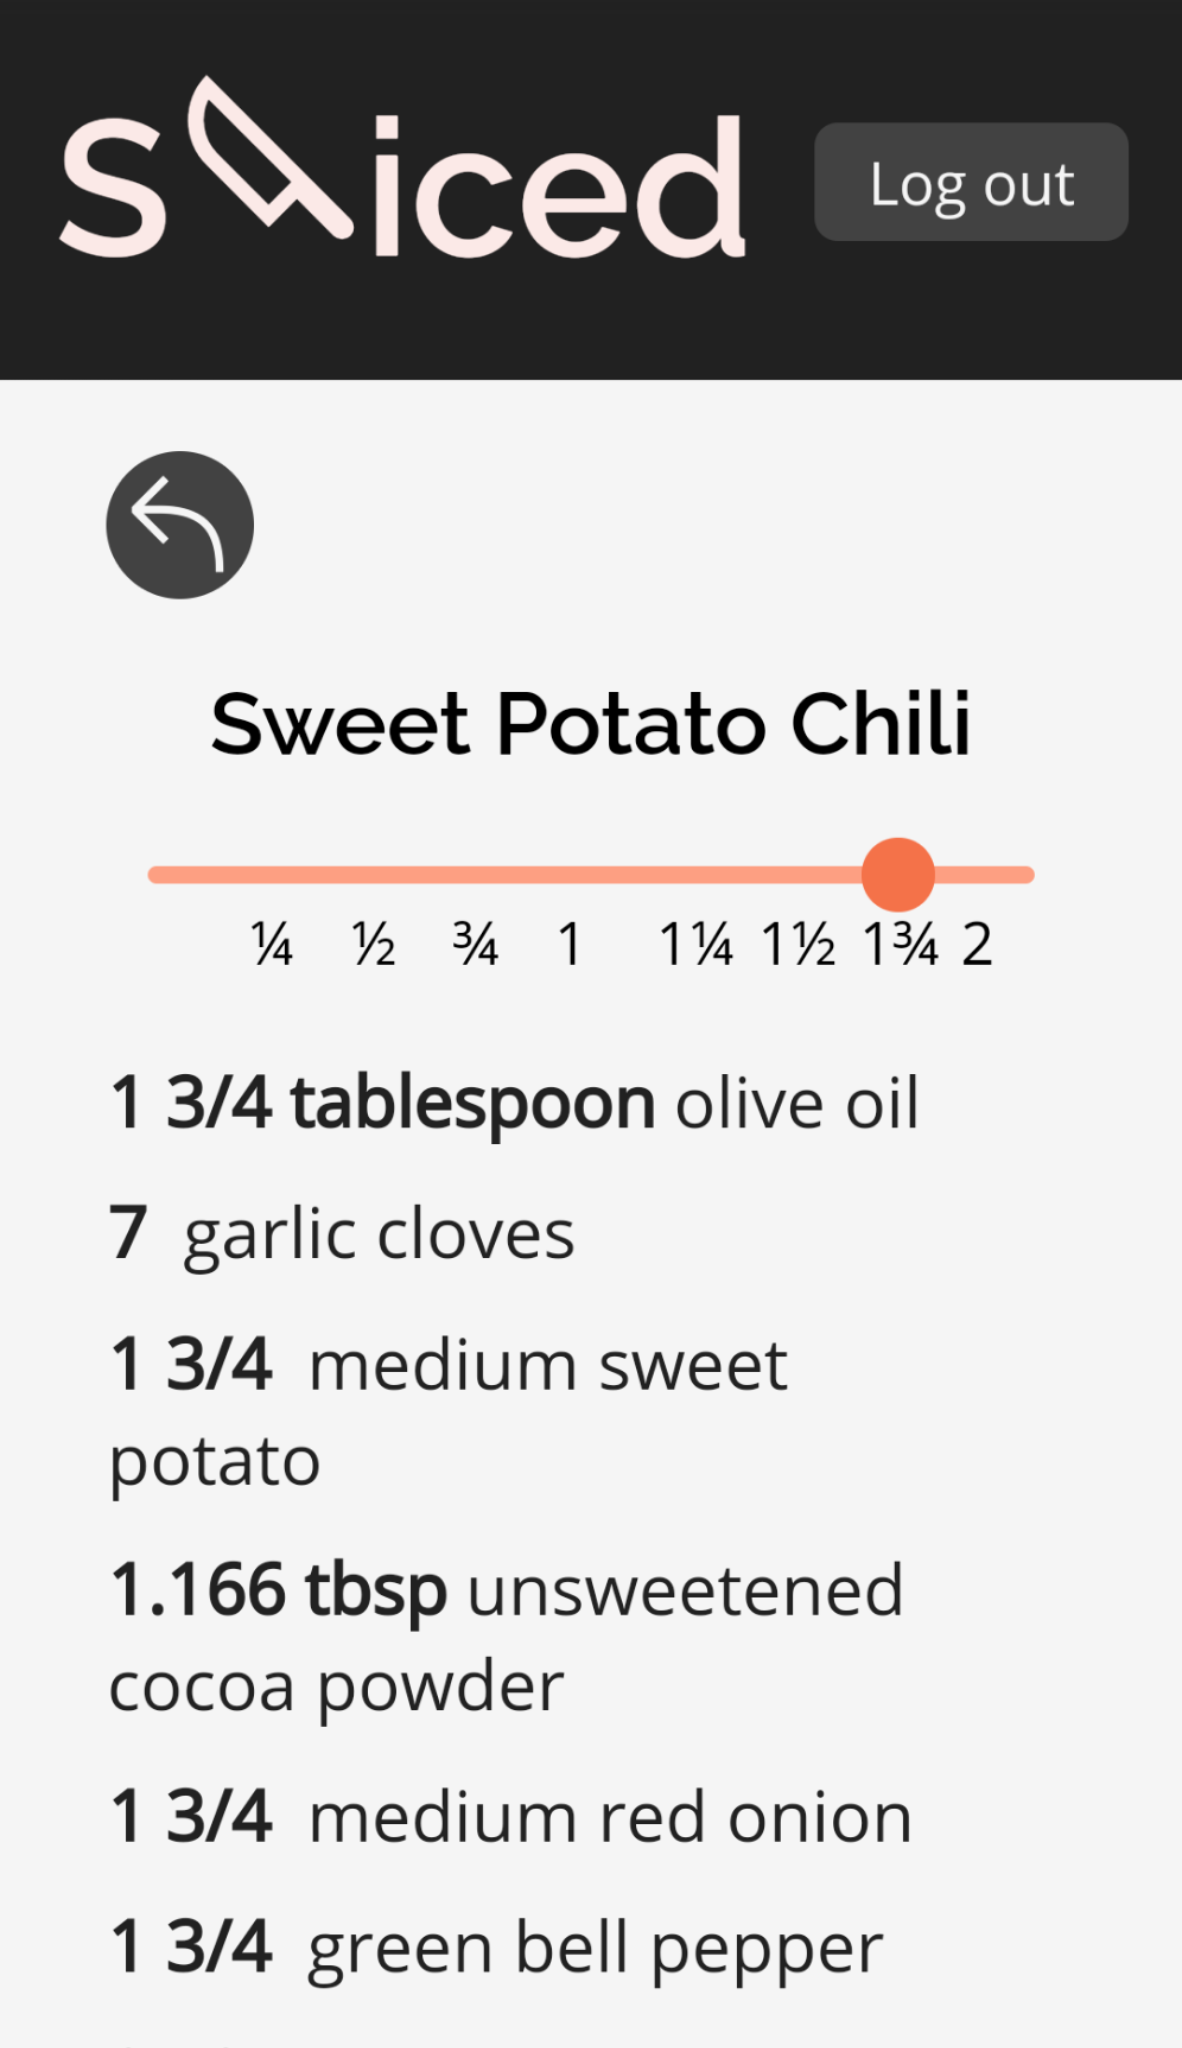 Sliced
Log out
Sweet Potato Chili
¼ ½ ¾ 1 1¼ 1½ 1¾ 2
1 3/4 tablespoon olive oil
7 garlic cloves
1 3/4 medium sweet
potato
1.166 tbsp unsweetened
cocoa powder
1 3/4 medium red onion
1 3/4 green bell pepper